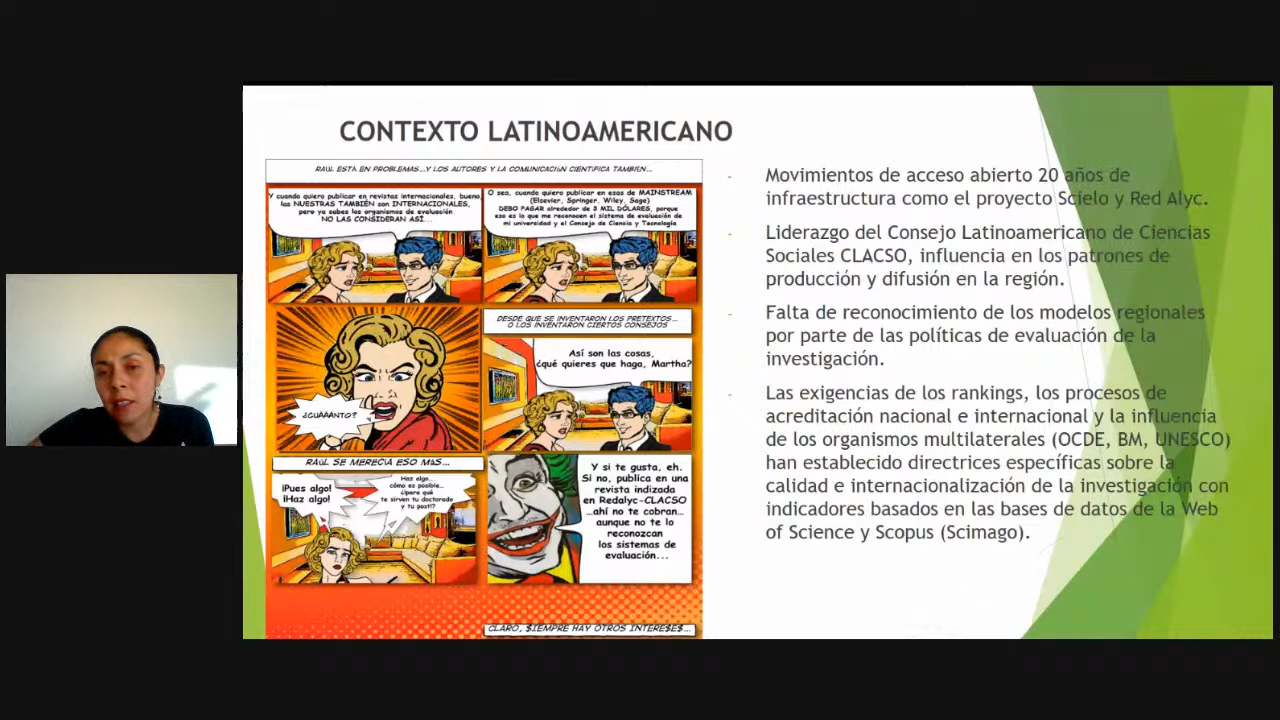 CONTEXTO LATINOAMERICANO
RAÚL ESTÁ EN PROBLEMAS...Y LOS AUTORES Y LA COMUNICACIÓN CIENTÍFICA TAMBIÉN...
Y cuando quiero publicar en revistas internacionales, bueno,
las NUESTRAS TAMBIÉN son INTERNACIONALES,
pero ya sabes los organismos de evaluación
NO LAS CONSIDERAN ASÍ...
O sea, cuando quiero publicar en esas de MAINSTREAM
(Elsevier, Springer, Wiley, Sage)
DEBO PAGAR alrededor de 3 MIL DÓLARES, porque
eso es lo que me reconocen el sistema de evaluación de
mi universidad y el Consejo de Ciencia y Tecnología
¿CUÁAANTO?
DESDE QUE SE INVENTARON LOS PRETEXTOS...
O LOS INVENTARON CIERTOS CONSEJOS
Así son las cosas,
¿qué quieres que haga, Martha?
RAÚL SE MERECÍA ESO MÁS...
¡Pues algo!
¡Haz algo!
Haz algo...
cómo es posible...
¿para qué
te sirven tu doctorado
y tu post!?
Y si te gusta, eh.
Si no, publica en una
revista indizada
en Redalyc-CLACSO
...ahí no te cobran...
aunque no te lo
reconozcan
los sistemas de
evaluación...
CLARO, $IEMPRE HAY OTROS INTERE$E$...
- Movimientos de acceso abierto 20 años de
infraestructura como el proyecto Scielo y Red Alyc.
- Liderazgo del Consejo Latinoamericano de Ciencias
Sociales CLACSO, influencia en los patrones de
producción y difusión en la región.
- Falta de reconocimiento de los modelos regionales
por parte de las políticas de evaluación de la
investigación.
- Las exigencias de los rankings, los procesos de
acreditación nacional e internacional y la influencia
de los organismos multilaterales (OCDE, BM, UNESCO)
han establecido directrices específicas sobre la
calidad e internacionalización de la investigación con
indicadores basados en las bases de datos de la Web
of Science y Scopus (Scimago).